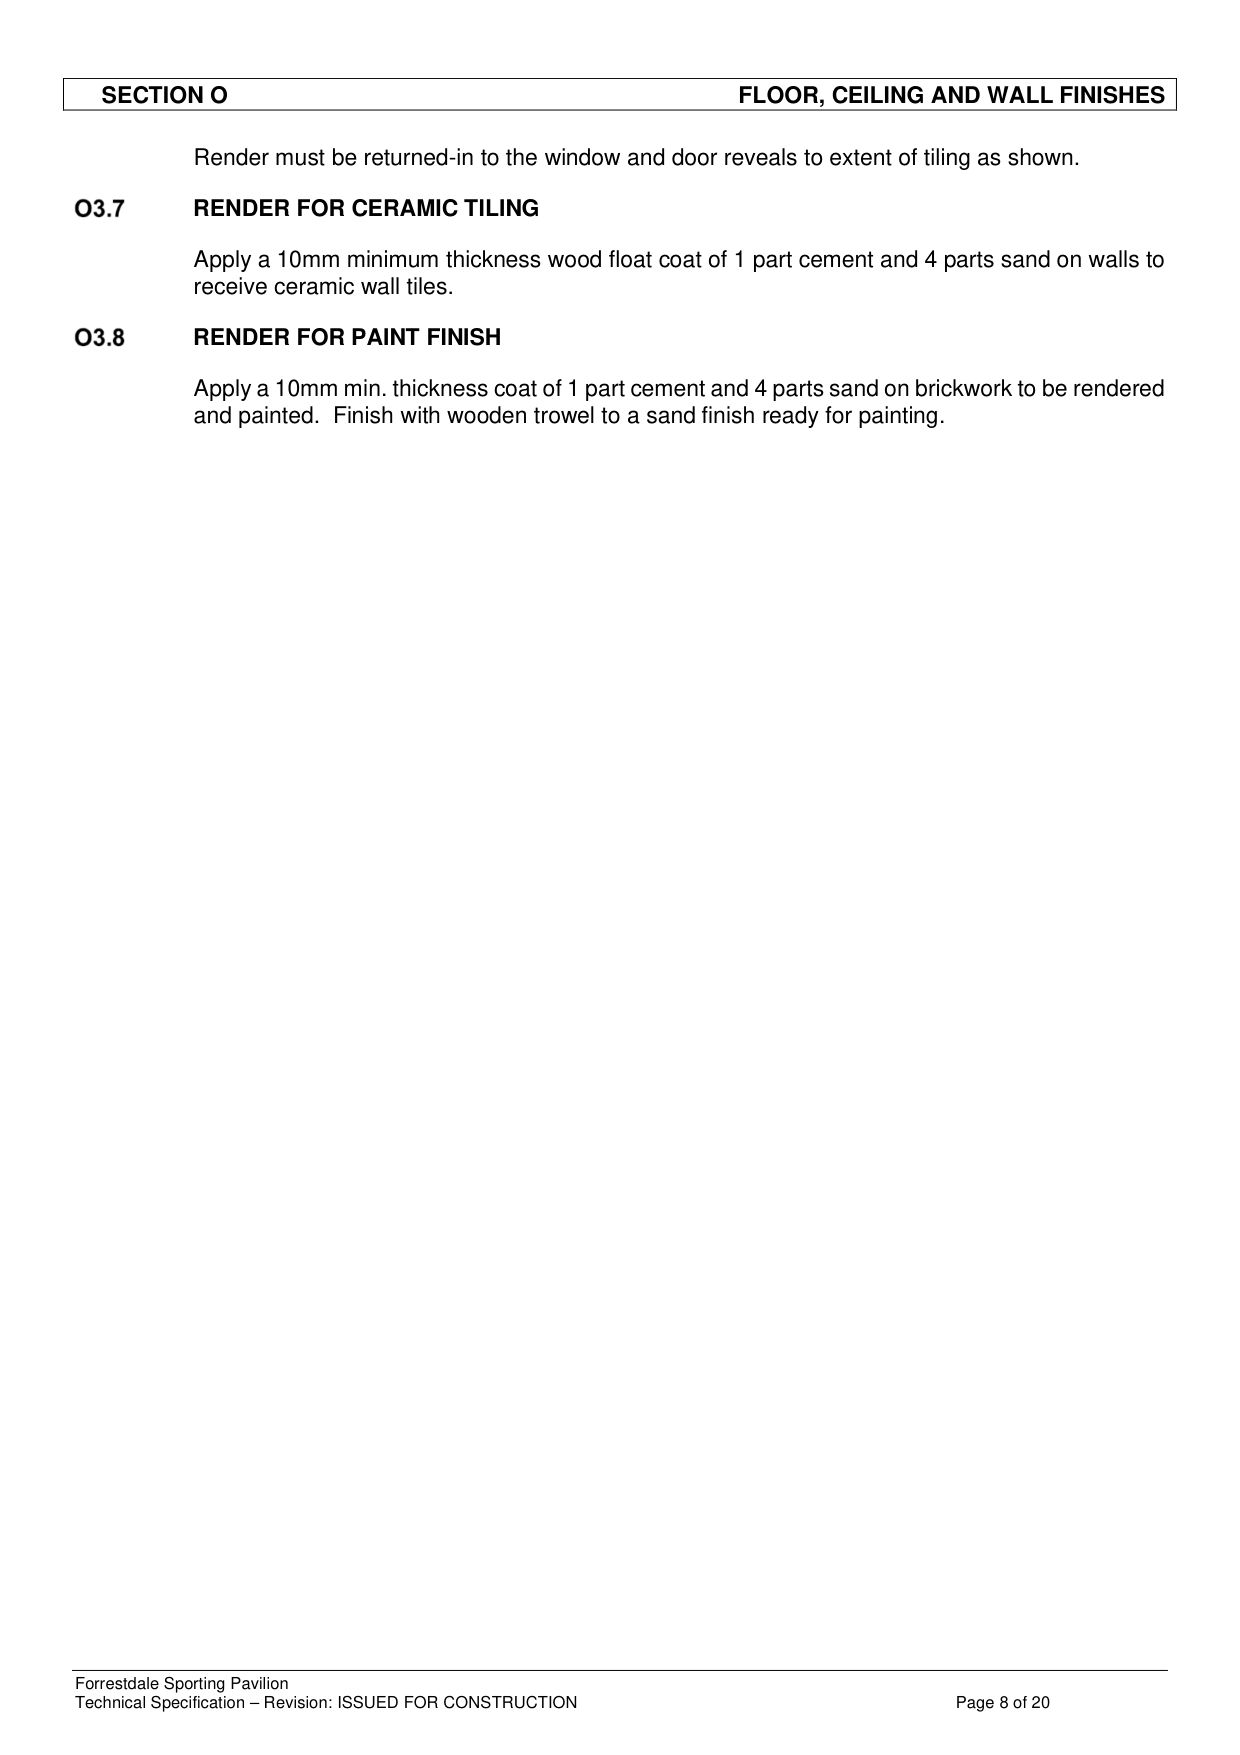 SECTION O FLOOR, CEILING AND WALL FINISHES
Render must be returned-in to the window and door reveals to extent of tiling as shown.
O3.7 RENDER FOR CERAMIC TILING
Apply a 10mm minimum thickness wood float coat of 1 part cement and 4 parts sand on walls to
receive ceramic wall tiles.
O3.8 RENDER FOR PAINT FINISH
Apply a 10mm min. thickness coat of 1 part cement and 4 parts sand on brickwork to be rendered
and painted.  Finish with wooden trowel to a sand finish ready for painting.
Forrestdale Sporting Pavilion
Technical Specification – Revision: ISSUED FOR CONSTRUCTION Page 8 of 20